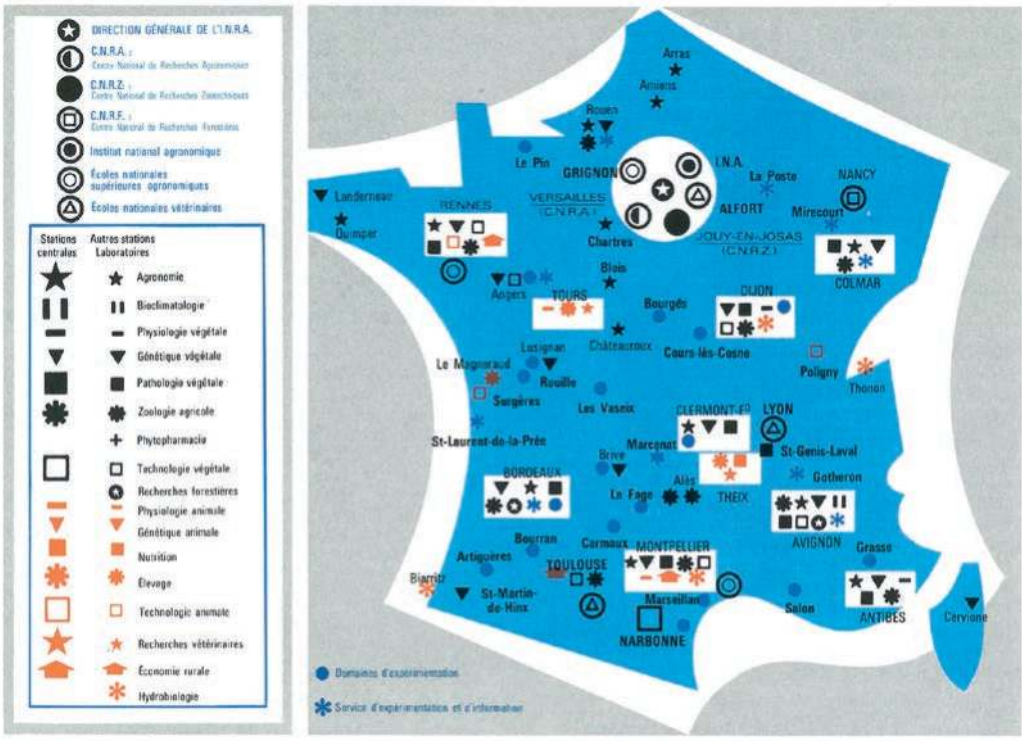 DIRECTION GÉNÉRALE DE L'I.N.R.A.
C.N.R.A. :
Centre National de Recherches Agronomiques
C.N.R.Z. :
Centre National de Recherches Zootechniques
C.N.R.F. :
Centre National de Recherches Forestières
Institut national agronomique
Écoles nationales
supérieures agronomiques
Écoles nationales vétérinaires
Stations centrales
Autres stations Laboratoires
Agronomie
Bioclimatologie
Physiologie végétale
Génétique végétale
Pathologie végétale
Zoologie agricole
Phytopharmacie
Technologie végétale
Recherches forestières
Physiologie animale
Génétique animale
Nutrition
Élevage
Technologie animale
Recherches vétérinaires
Économie rurale
Hydrobiologie
Arras
Amiens
Rouen
Le Pin
GRIGNON
I.N.A.
La Poste
NANCY
Landerneau
Quimper
RENNES
VERSAILLES
(C.N.R.A.)
ALFORT
Mirecourt
Chartres
JOUY-EN-JOSAS
(C.N.R.Z.)
COLMAR
Blois
Angers
TOURS
Bourges
DIJON
Châteauroux
Cours-lès-Cosne
Lusignan
Le Magneraud
Rouille
Poligny
Thonon
Surgères
Les Vaseix
St-Laurent-de-la-Prée
CLERMONT-Fd
LYON
Marcenat
St-Genis-Laval
Brive
BORDEAUX
Alès
THEIX
Gotheron
Le Fage
AVIGNON
Bourran
Carmaux
MONTPELLIER
Grasse
Artiguères
TOULOUSE
Biarritz
St-Martin-
de-Hinx
Marseillan
Salon
ANTIBES
Cervione
NARBONNE
Domaines d'expérimentation
Service d'expérimentation et d'information